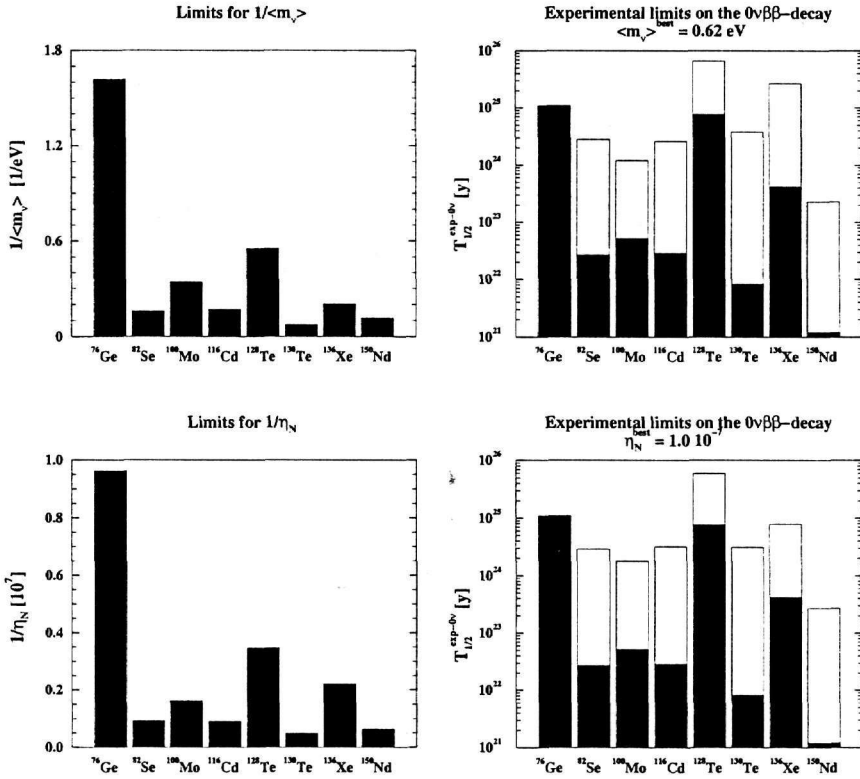 Limits for 1/<m_ν>
1/<m_ν> [1/eV]
1.8
1.2
0.6
0
⁷⁶Ge ⁸²Se ¹⁰⁰Mo ¹¹⁶Cd ¹²⁸Te ¹³⁰Te ¹³⁶Xe ¹⁵⁰Nd
Experimental limits on the 0νββ−decay
<m_ν>^best = 0.62 eV
T_1/2^exp−0ν [y]
10²⁶
10²⁵
10²⁴
10²³
10²²
10²¹
⁷⁶Ge ⁸²Se ¹⁰⁰Mo ¹¹⁶Cd ¹²⁸Te ¹³⁰Te ¹³⁶Xe ¹⁵⁰Nd
Limits for 1/η_N
1/η_N [10⁷]
1.0
0.8
0.6
0.4
0.2
0.0
⁷⁶Ge ⁸²Se ¹⁰⁰Mo ¹¹⁶Cd ¹²⁸Te ¹³⁰Te ¹³⁶Xe ¹⁵⁰Nd
Experimental limits on the 0νββ−decay
η_N^best = 1.0 10⁻⁷
T_1/2^exp−0ν [y]
10²⁶
10²⁵
10²⁴
10²³
10²²
10²¹
⁷⁶Ge ⁸²Se ¹⁰⁰Mo ¹¹⁶Cd ¹²⁸Te ¹³⁰Te ¹³⁶Xe ¹⁵⁰Nd